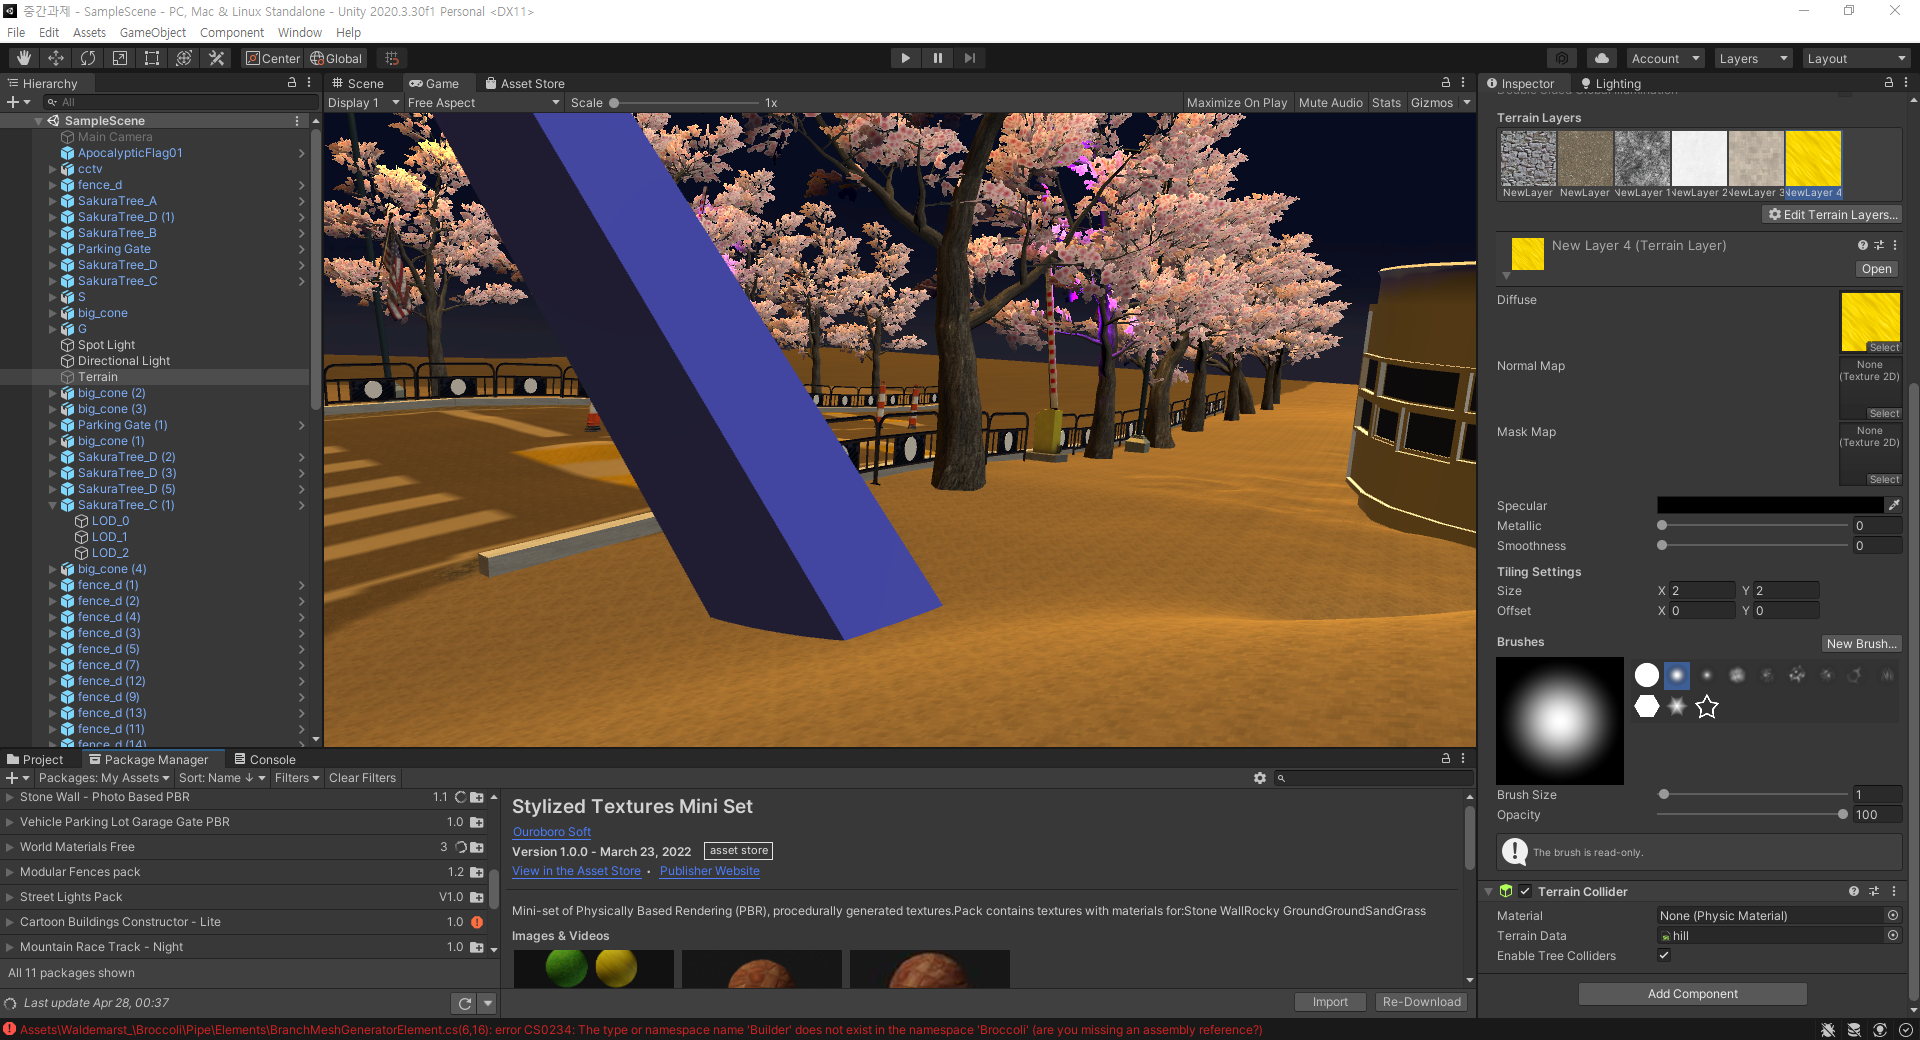 중간과제 - SampleScene - PC, Mac & Linux Standalone - Unity 2020.3.30f1 Personal <DX11>
File Edit Assets GameObject Component Window Help
Center Global Account Layers Layout
Hierarchy
All
SampleScene
Main Camera
ApocalypticFlag01
cctv
fence_d
SakuraTree_A
SakuraTree_D (1)
SakuraTree_B
Parking Gate
SakuraTree_D
SakuraTree_C
S
big_cone
G
Spot Light
Directional Light
Terrain
big_cone (2)
big_cone (3)
Parking Gate (1)
big_cone (1)
SakuraTree_D (2)
SakuraTree_D (3)
SakuraTree_D (5)
SakuraTree_C (1)
LOD_0
LOD_1
LOD_2
big_cone (4)
fence_d (1)
fence_d (2)
fence_d (4)
fence_d (3)
fence_d (5)
fence_d (7)
fence_d (12)
fence_d (9)
fence_d (13)
fence_d (11)
fence_d (14)
Scene Game Asset Store
Display 1 Free Aspect Scale 1x Maximize On Play Mute Audio Stats Gizmos
Inspector Lighting
Double Sided Global Illumination
Terrain Layers
NewLayer NewLayer NewLayer 1 NewLayer 2 NewLayer 3 NewLayer 4
Edit Terrain Layers...
New Layer 4 (Terrain Layer)
Open
Diffuse
Select
Normal Map
None
(Texture 2D)
Select
Mask Map
None
(Texture 2D)
Select
Specular
Metallic 0
Smoothness 0
Tiling Settings
Size X 2 Y 2
Offset X 0 Y 0
Brushes
New Brush...
Brush Size 1
Opacity 100
The brush is read-only.
Terrain Collider
Material None (Physic Material)
Terrain Data hill
Enable Tree Colliders
Add Component
Project Package Manager Console
Packages: My Assets Sort: Name ↓ Filters Clear Filters
Stone Wall - Photo Based PBR 1.1
Vehicle Parking Lot Garage Gate PBR 1.0
World Materials Free 3
Modular Fences pack 1.2
Street Lights Pack V1.0
Cartoon Buildings Constructor - Lite 1.0
Mountain Race Track - Night 1.0
All 11 packages shown
Last update Apr 28, 00:37
Stylized Textures Mini Set
Ouroboro Soft
Version 1.0.0 - March 23, 2022 asset store
View in the Asset Store • Publisher Website
Mini-set of Physically Based Rendering (PBR), procedurally generated textures.Pack contains textures with materials for:Stone WallRocky GroundGroundSandGrass
Images & Videos
Import Re-Download
Assets\Waldemarst_\Broccoli\Pipe\Elements\BranchMeshGeneratorElement.cs(6,16): error CS0234: The type or namespace name 'Builder' does not exist in the namespace 'Broccoli' (are you missing an assembly reference?)